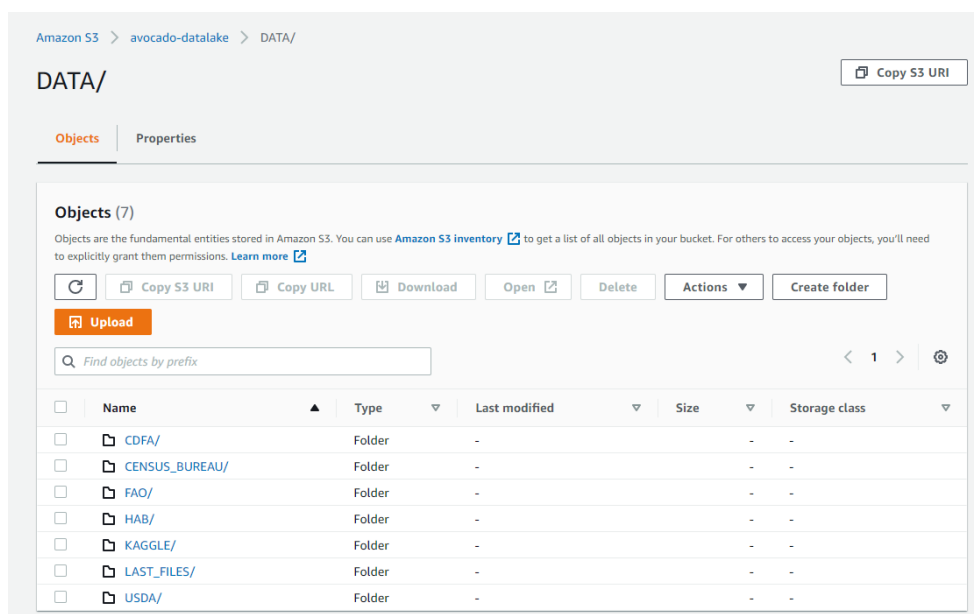 Amazon S3 > avocado-datalake > DATA/
DATA/
Copy S3 URI
Objects
Properties
Objects (7)
Objects are the fundamental entities stored in Amazon S3. You can use Amazon S3 inventory to get a list of all objects in your bucket. For others to access your objects, you'll need
to explicitly grant them permissions. Learn more
Copy S3 URI Copy URL Download Open Delete Actions Create folder
Upload
Find objects by prefix
< 1 >
Name Type Last modified Size Storage class
CDFA/ Folder - - -
CENSUS_BUREAU/ Folder - - -
FAO/ Folder - - -
HAB/ Folder - - -
KAGGLE/ Folder - - -
LAST_FILES/ Folder - - -
USDA/ Folder - - -